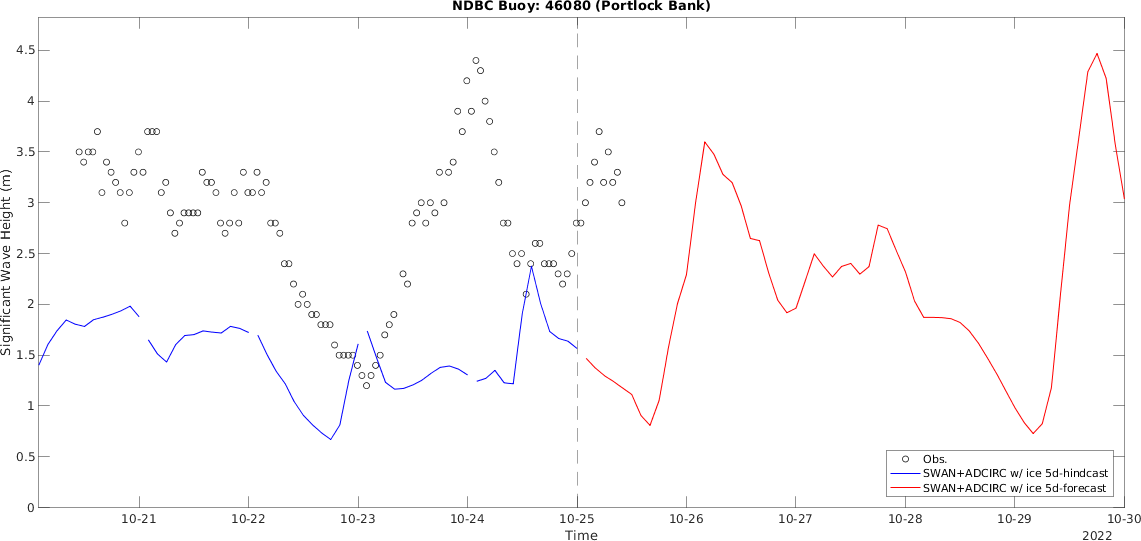 NDBC Buoy: 46080 (Portlock Bank)
Significant Wave Height (m)
4.5
4
3.5
3
2.5
2
1.5
1
0.5
0
Obs.
SWAN+ADCIRC w/ ice 5d-hindcast
SWAN+ADCIRC w/ ice 5d-forecast
10-21 10-22 10-23 10-24 10-25 10-26 10-27 10-28 10-29 10-30
Time
2022